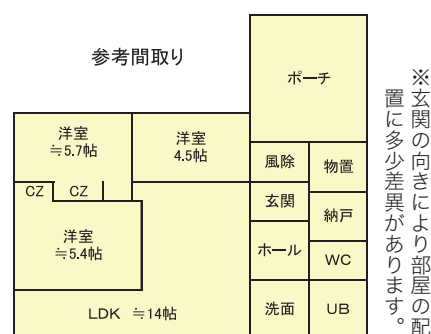 参考間取り
ポーチ
洋室
≒5.7帖
洋室
4.5帖
風除
物置
CZ
CZ
玄関
納戸
洋室
≒5.4帖
ホール
WC
LDK ≒14帖
洗面
UB
※玄関の向きにより部屋の配
置に多少差異があります。